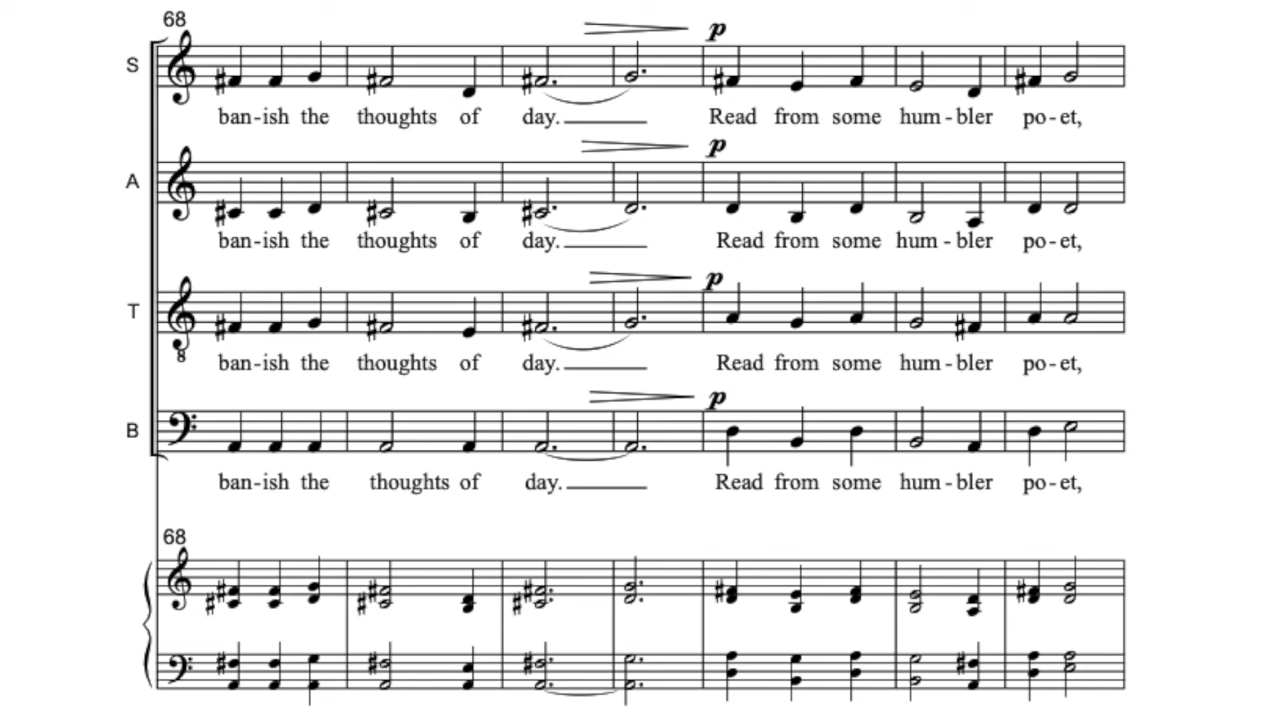 68
p
S
ban-ish the thoughts of day. Read from some hum-bler po-et,
p
A
ban-ish the thoughts of day. Read from some hum-bler po-et,
p
T
8
ban-ish the thoughts of day. Read from some hum-bler po-et,
p
B
ban-ish the thoughts of day. Read from some hum-bler po-et,
68